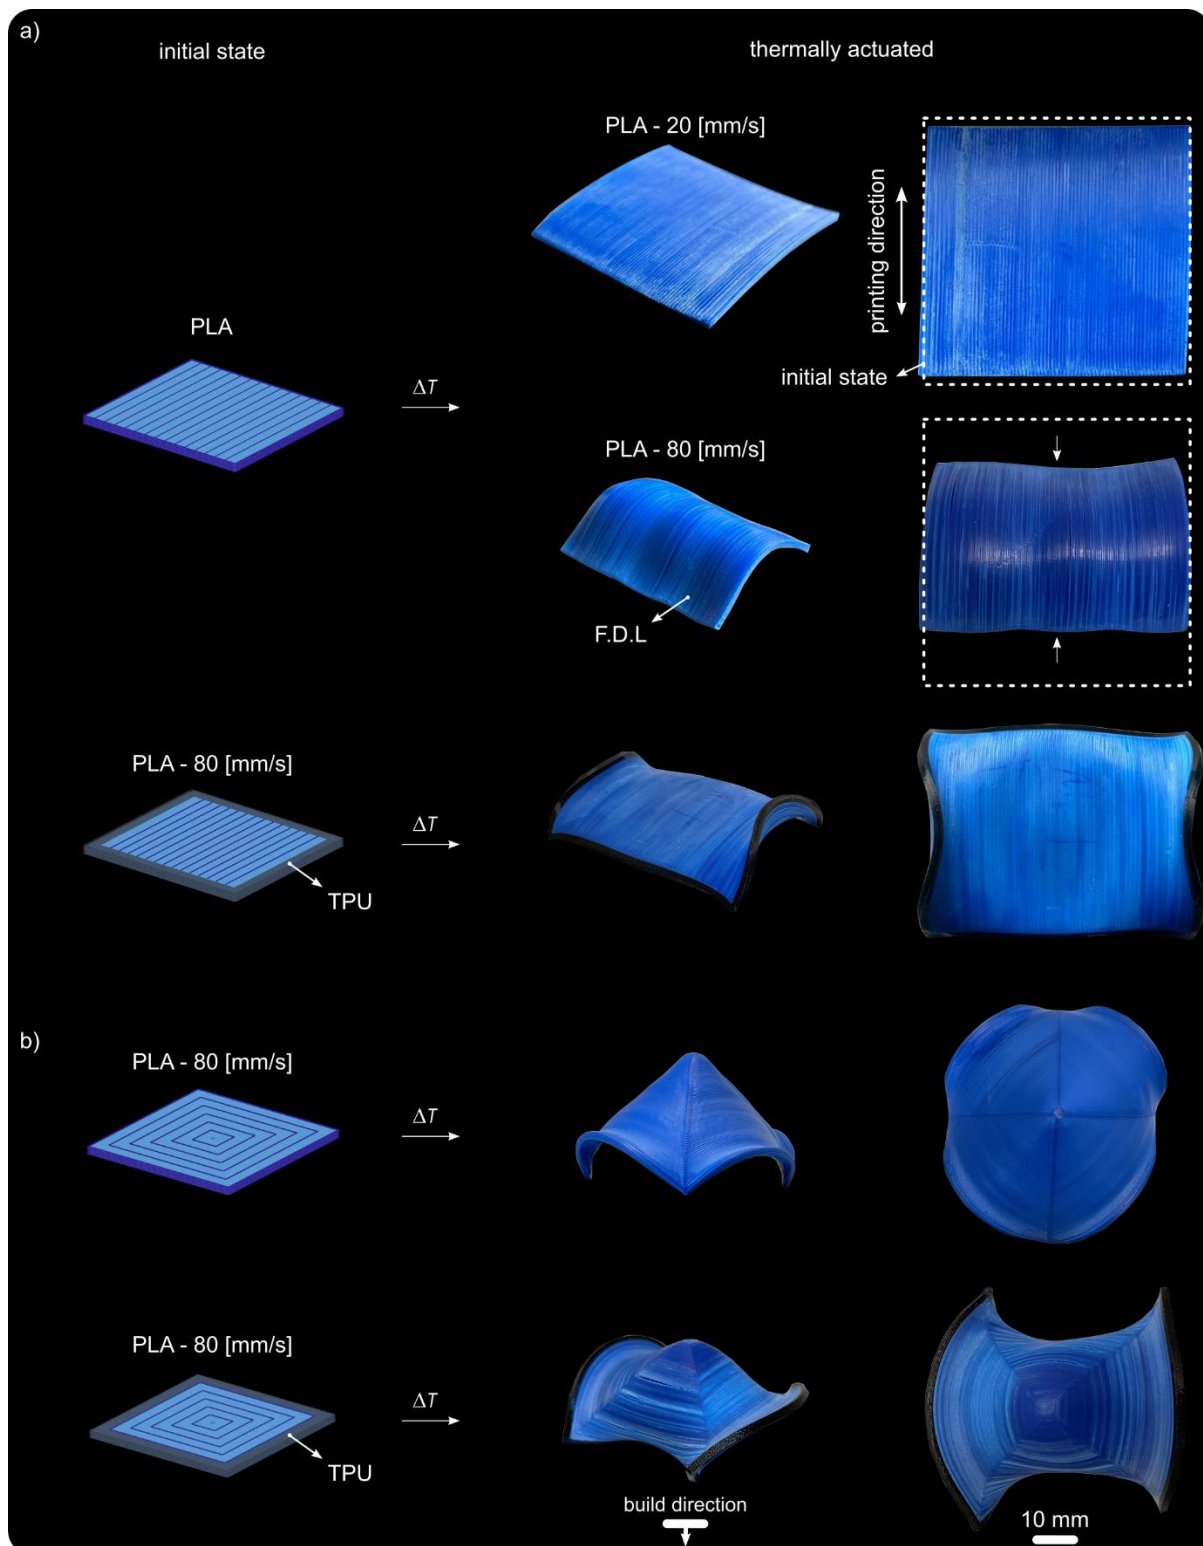 a)
initial state
thermally actuated
PLA - 20 [mm/s]
printing direction
initial state
PLA
ΔT
PLA - 80 [mm/s]
F.D.L
PLA - 80 [mm/s]
ΔT
TPU
b)
PLA - 80 [mm/s]
ΔT
PLA - 80 [mm/s]
ΔT
TPU
build direction
10 mm